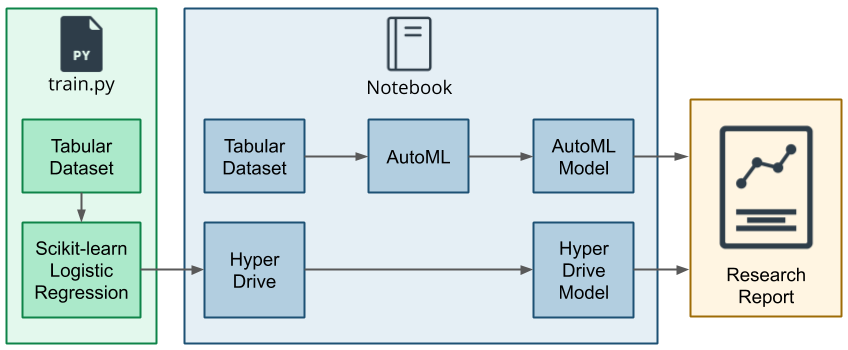 PY
train.py
Tabular
Dataset
Scikit-learn
Logistic
Regression
Notebook
Tabular
Dataset
AutoML
AutoML
Model
Hyper
Drive
Hyper
Drive
Model
Research
Report